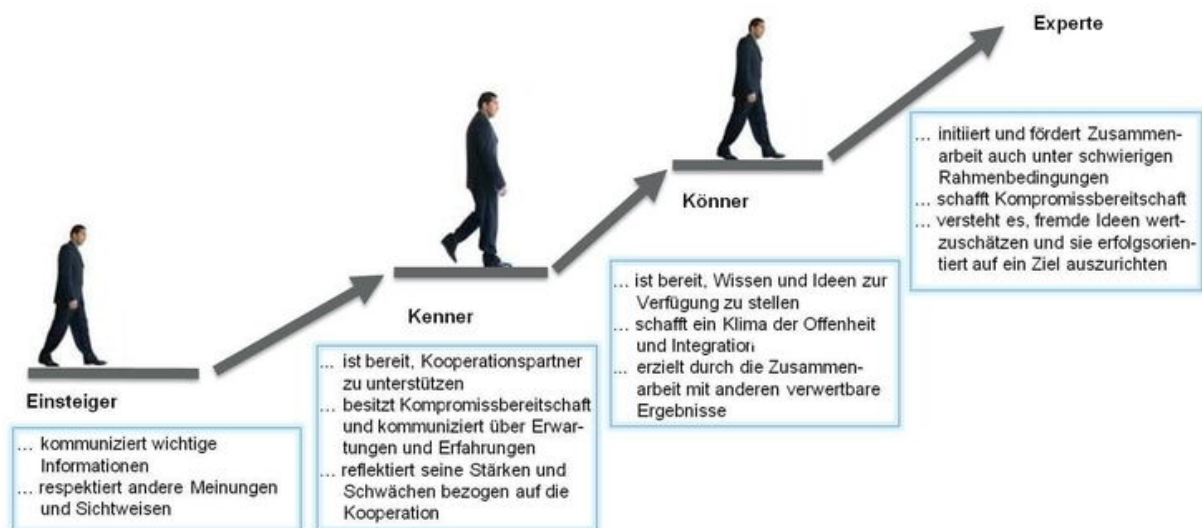 Einsteiger
... kommuniziert wichtige
Informationen
... respektiert andere Meinungen
und Sichtweisen
Kenner
... ist bereit, Kooperationspartner
zu unterstützen
... besitzt Kompromissbereitschaft
und kommuniziert über Erwar-
tungen und Erfahrungen
... reflektiert seine Stärken und
Schwächen bezogen auf die
Kooperation
Könner
... ist bereit, Wissen und Ideen zur
Verfügung zu stellen
... schafft ein Klima der Offenheit
und Integration
... erzielt durch die Zusammen-
arbeit mit anderen verwertbare
Ergebnisse
Experte
... initiiert und fördert Zusammen-
arbeit auch unter schwierigen
Rahmenbedingungen
... schafft Kompromissbereitschaft
... versteht es, fremde Ideen wert-
zuschätzen und sie erfolgsorien-
tiert auf ein Ziel auszurichten